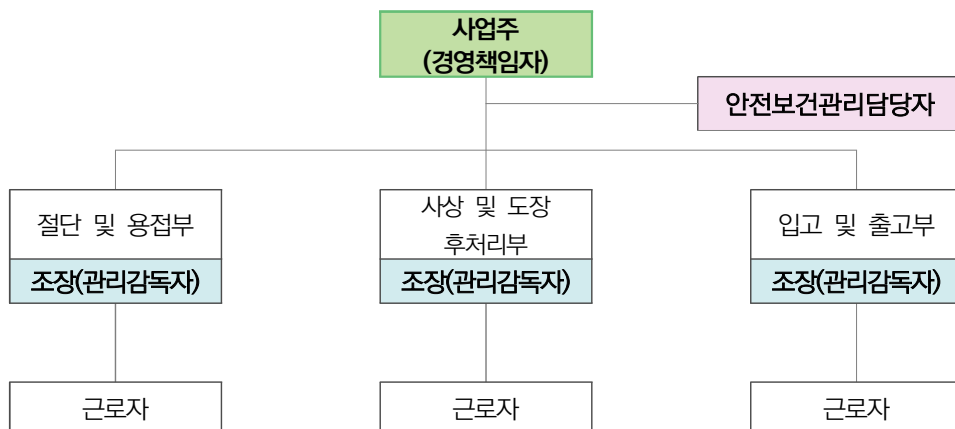 사업주
(경영책임자)
안전보건관리담당자
절단 및 용접부
조장(관리감독자)
근로자
사상 및 도장
후처리부
조장(관리감독자)
근로자
입고 및 출고부
조장(관리감독자)
근로자